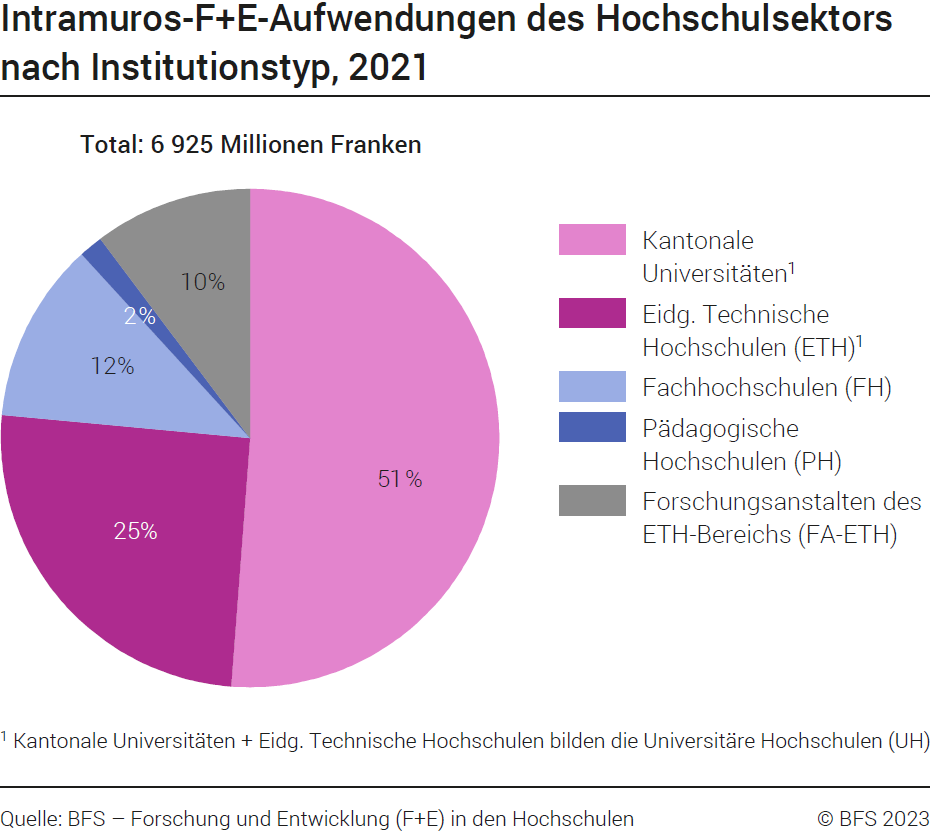 Intramuros-F+E-Aufwendungen des Hochschulsektors
nach Institutionstyp, 2021
Total: 6 925 Millionen Franken
10%
2%
12%
51%
25%
Kantonale
Universitäten¹
Eidg. Technische
Hochschulen (ETH)¹
Fachhochschulen (FH)
Pädagogische
Hochschulen (PH)
Forschungsanstalten des
ETH-Bereichs (FA-ETH)
¹ Kantonale Universitäten + Eidg. Technische Hochschulen bilden die Universitäre Hochschulen (UH)
Quelle: BFS – Forschung und Entwicklung (F+E) in den Hochschulen
© BFS 2023